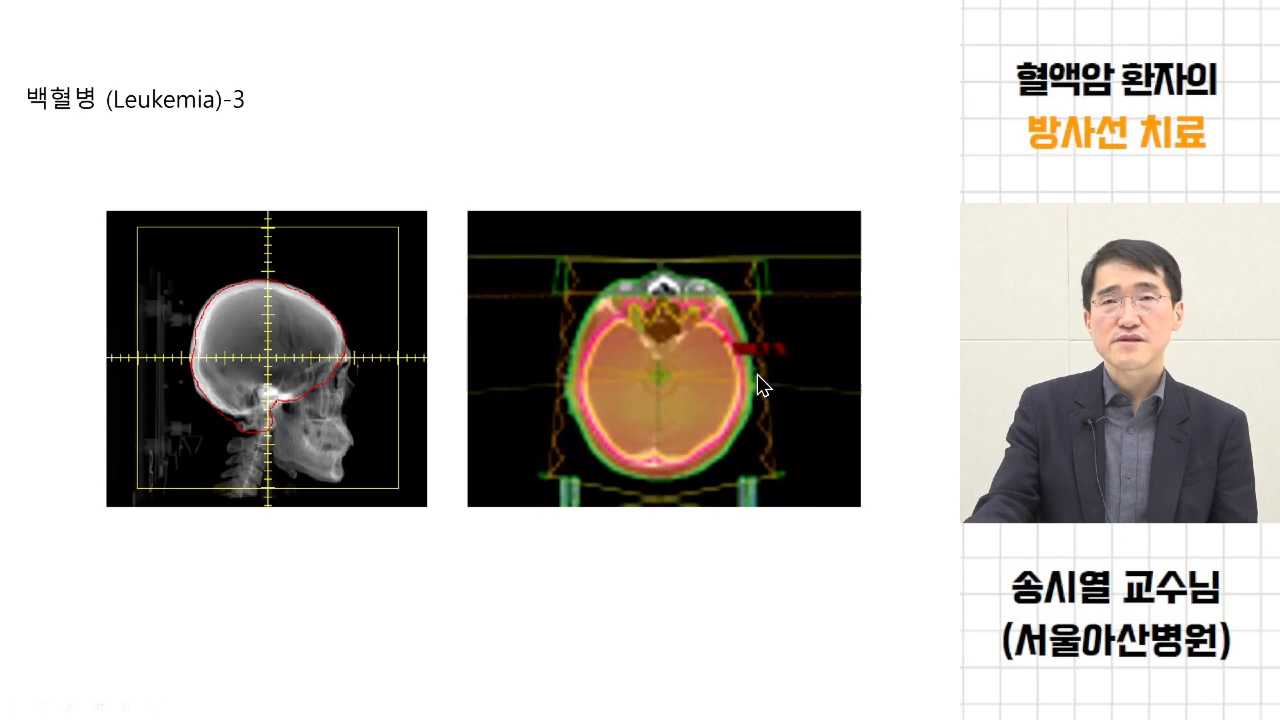 백혈병 (Leukemia)-3
혈액암 환자의
방사선 치료
송시열 교수님
(서울아산병원)